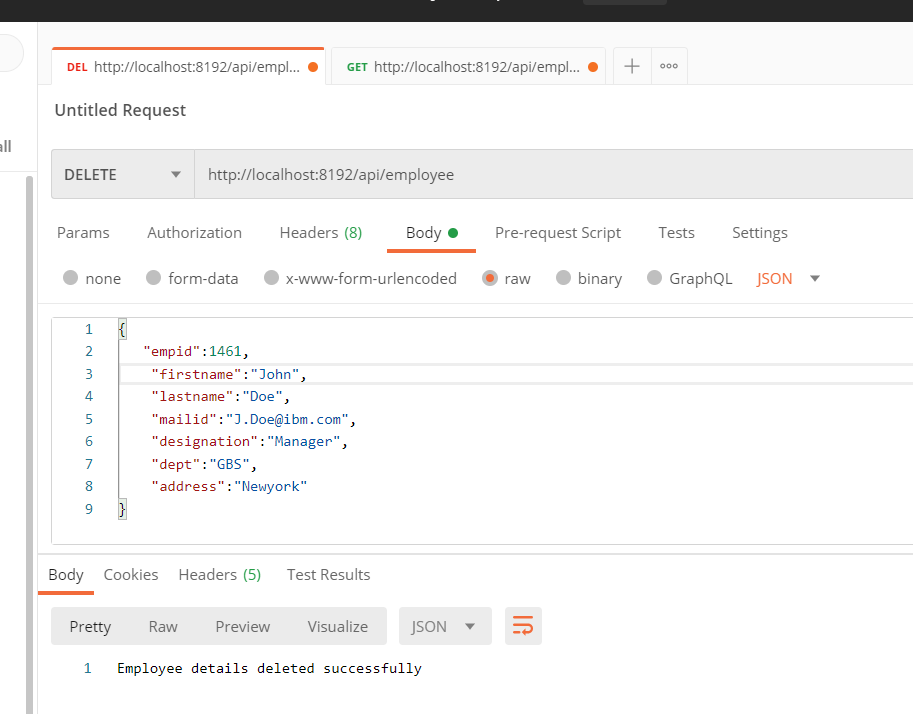 DEL http://localhost:8192/api/empl... GET http://localhost:8192/api/empl... + ooo
Untitled Request
all
DELETE http://localhost:8192/api/employee
Params Authorization Headers (8) Body Pre-request Script Tests Settings
none form-data x-www-form-urlencoded raw binary GraphQL JSON
1 {
2 "empid":1461,
3 "firstname":"John",
4 "lastname":"Doe",
5 "mailid":"J.Doe@ibm.com",
6 "designation":"Manager",
7 "dept":"GBS",
8 "address":"Newyork"
9 }
Body Cookies Headers (5) Test Results
Pretty Raw Preview Visualize JSON
1 Employee details deleted successfully